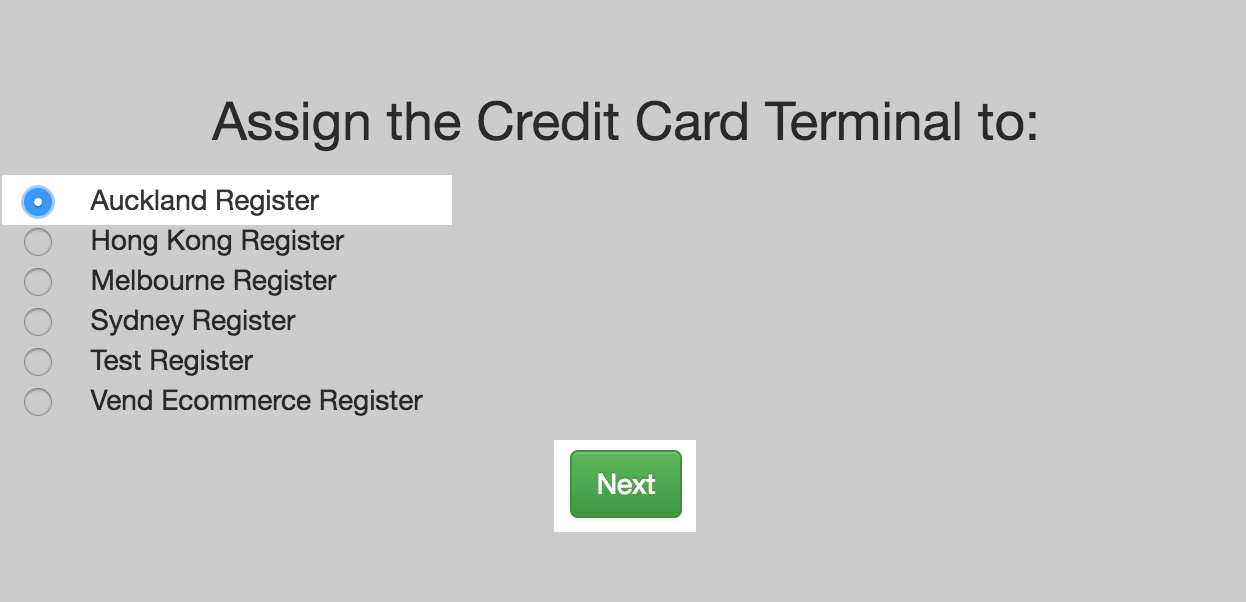 Assign the Credit Card Terminal to:
Auckland Register
Hong Kong Register
Melbourne Register
Sydney Register
Test Register
Vend Ecommerce Register
Next